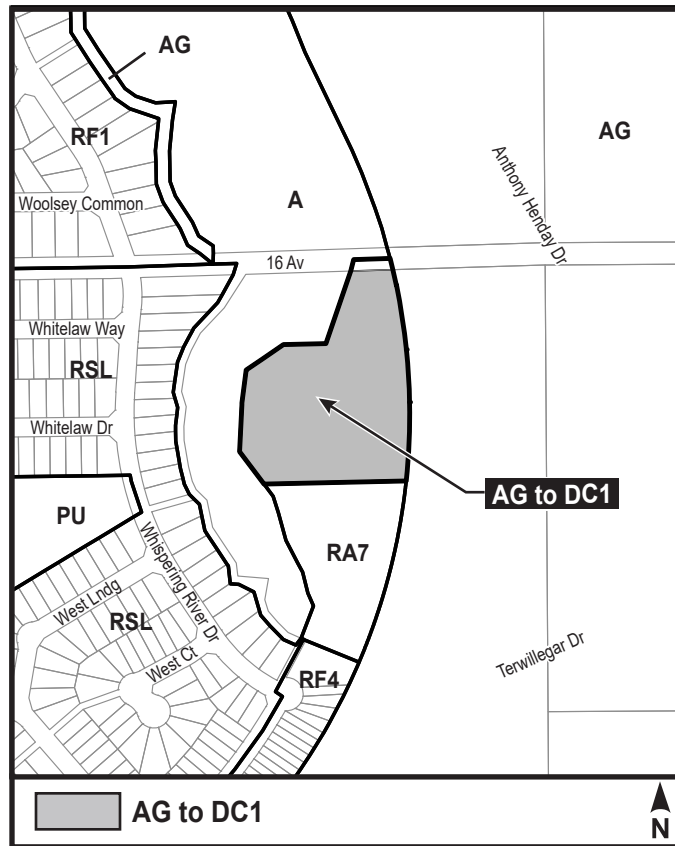 AG
RF1
AG
Woolsey Common
A
Anthony Henday Dr
16 Av
Whitelaw Way
RSL
Whitelaw Dr
AG to DC1
PU
Whispering River Dr
RA7
West Lndg
RSL
West Ct
RF4
Terwillegar Dr
AG to DC1
N